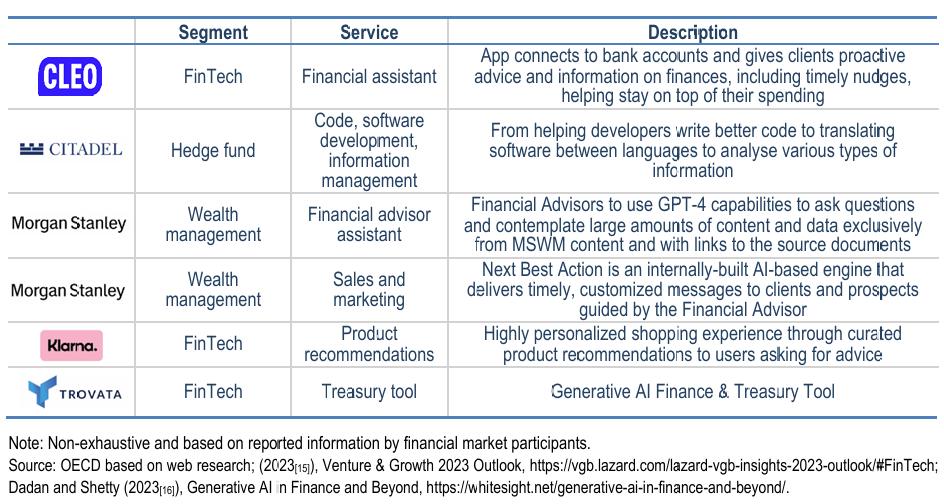 Segment Service Description
CLEO
FinTech
Financial assistant
App connects to bank accounts and gives clients proactive
advice and information on finances, including timely nudges,
helping stay on top of their spending
CITADEL
Hedge fund
Code, software
development,
information
management
From helping developers write better code to translating
software between languages to analyse various types of
information
Morgan Stanley
Wealth
management
Financial advisor
assistant
Financial Advisors to use GPT-4 capabilities to ask questions
and contemplate large amounts of content and data exclusively
from MSWM content and with links to the source documents
Morgan Stanley
Wealth
management
Sales and
marketing
Next Best Action is an internally-built AI-based engine that
delivers timely, customized messages to clients and prospects
guided by the Financial Advisor
Klarna.
FinTech
Product
recommendations
Highly personalized shopping experience through curated
product recommendations to users asking for advice
TROVATA
FinTech
Treasury tool
Generative AI Finance & Treasury Tool
Note: Non-exhaustive and based on reported information by financial market participants.
Source: OECD based on web research; (2023[15]), Venture & Growth 2023 Outlook, https://vgb.lazard.com/lazard-vgb-insights-2023-outlook/#FinTech;
Dadan and Shetty (2023[16]), Generative AI in Finance and Beyond, https://whitesight.net/generative-ai-in-finance-and-beyond/.